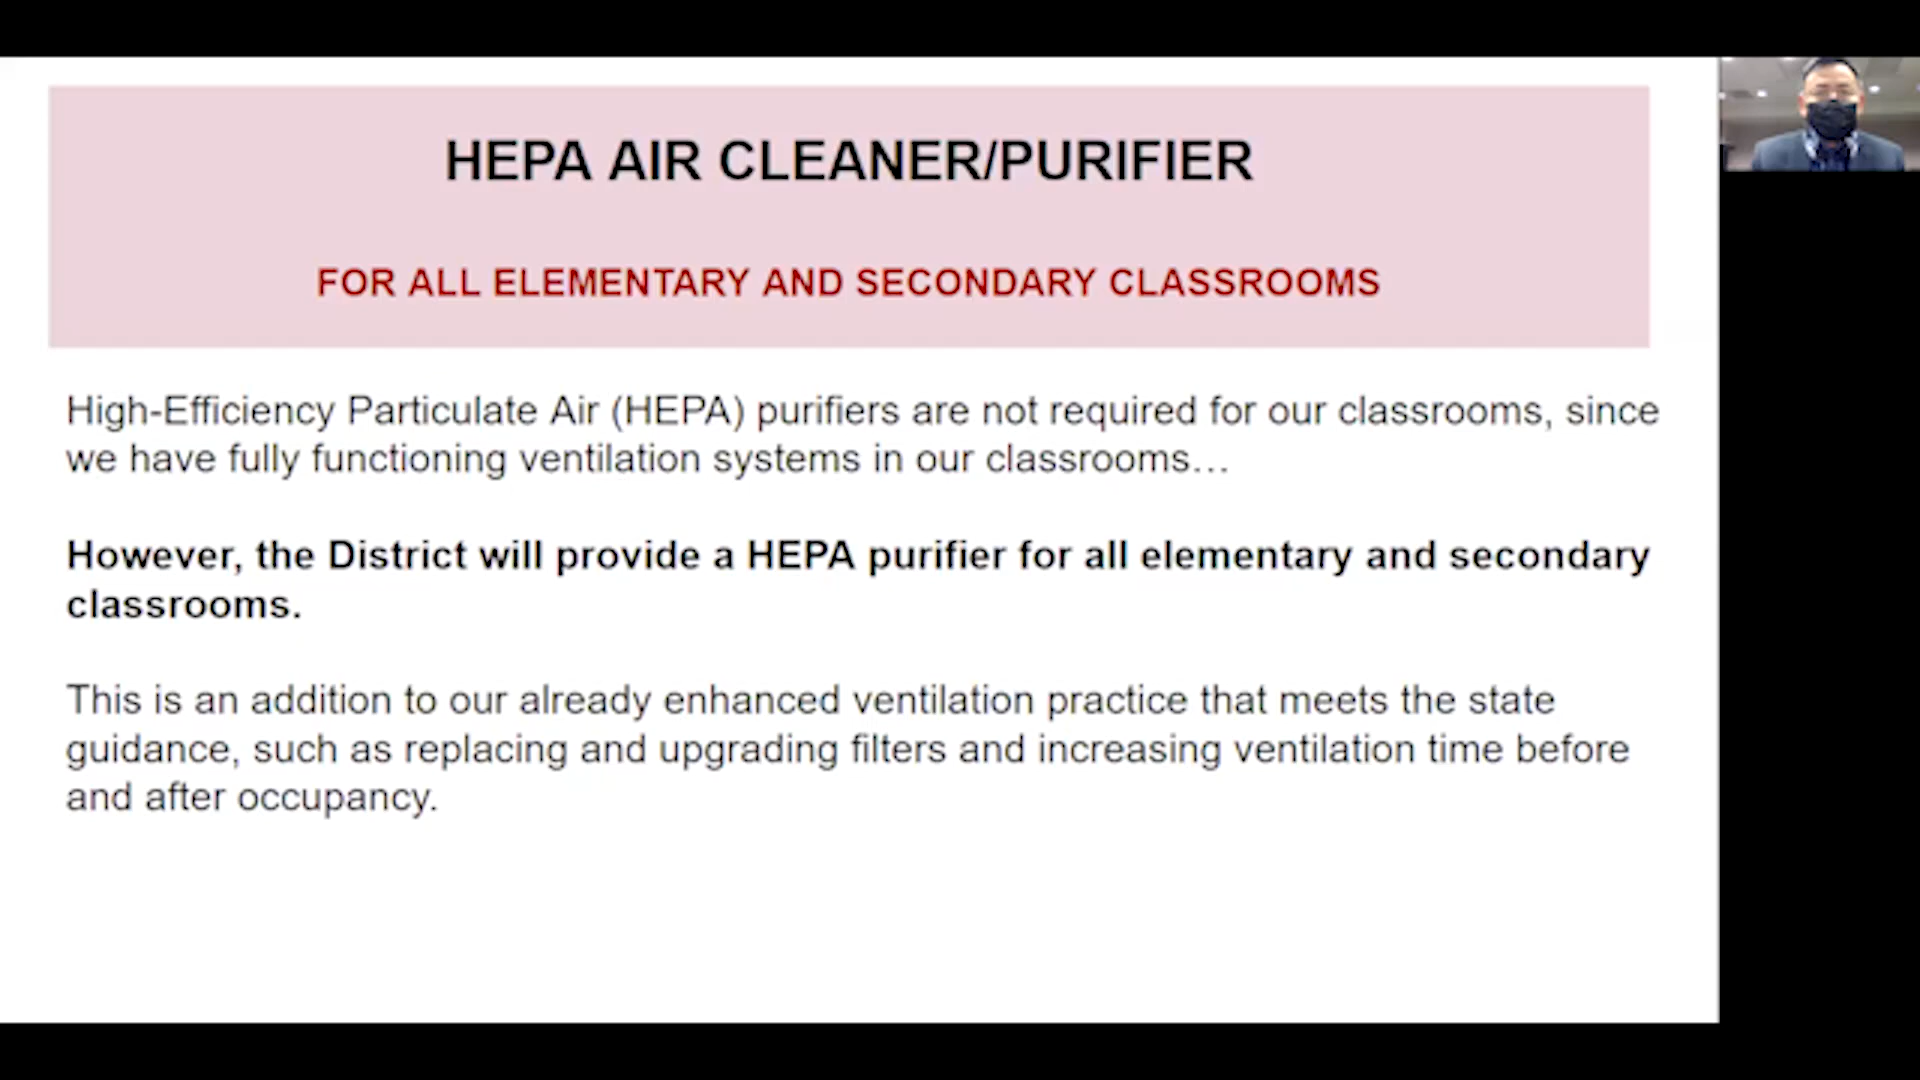 HEPA AIR CLEANER/PURIFIER
FOR ALL ELEMENTARY AND SECONDARY CLASSROOMS
High-Efficiency Particulate Air (HEPA) purifiers are not required for our classrooms, since
we have fully functioning ventilation systems in our classrooms…
However, the District will provide a HEPA purifier for all elementary and secondary
classrooms.
This is an addition to our already enhanced ventilation practice that meets the state
guidance, such as replacing and upgrading filters and increasing ventilation time before
and after occupancy.